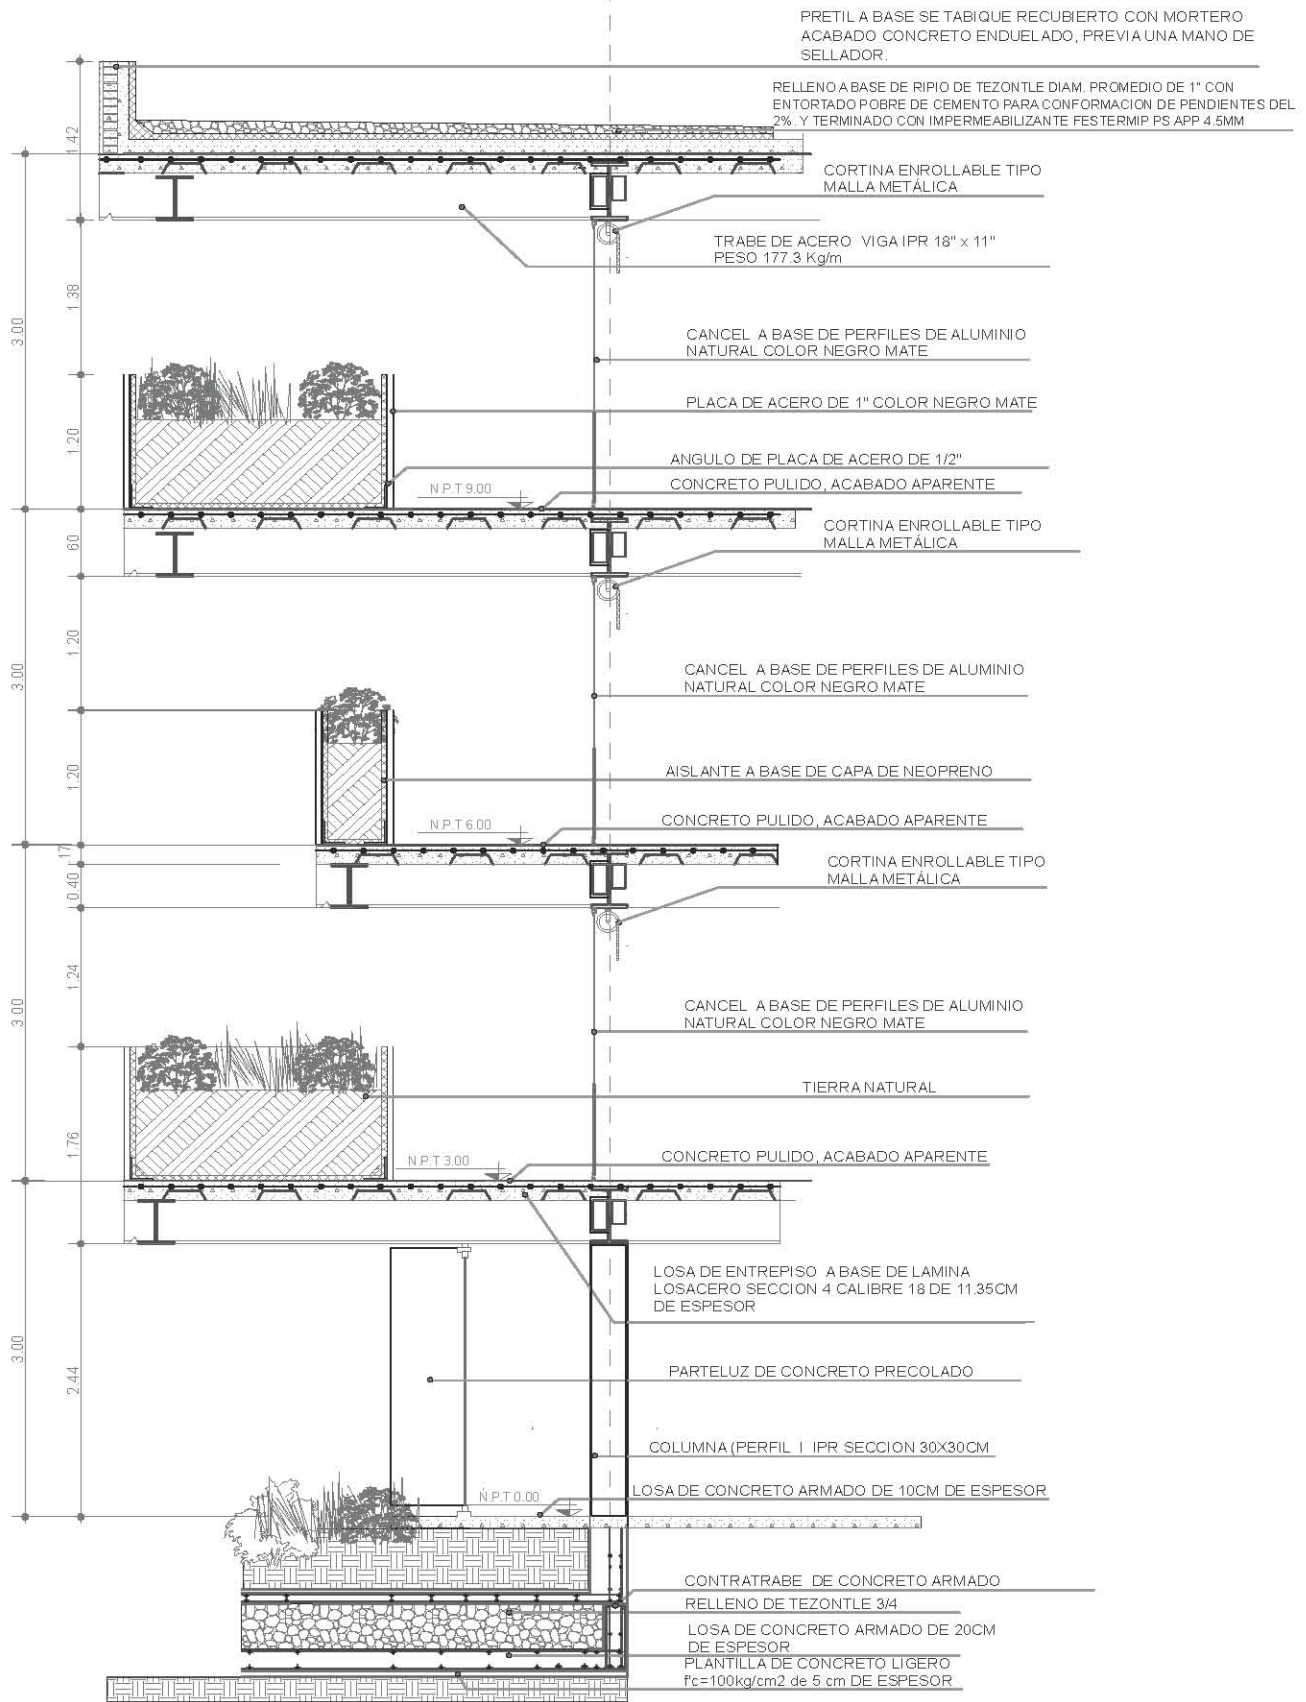 PRETIL A BASE SE TABIQUE RECUBIERTO CON MORTERO
ACABADO CONCRETO ENDUELADO, PREVIA UNA MANO DE
SELLADOR.
RELLENO A BASE DE RIPIO DE TEZONTLE DIAM. PROMEDIO DE 1" CON
ENTORTADO POBRE DE CEMENTO PARA CONFORMACION DE PENDIENTES DEL
2%. Y TERMINADO CON IMPERMEABILIZANTE FESTERMIP PS APP 4.5MM
1.42
CORTINA ENROLLABLE TIPO
MALLA METÁLICA
TRABE DE ACERO VIGA IPR 18" x 11"
PESO 177.3 Kg/m
1.38
3.00
CANCEL A BASE DE PERFILES DE ALUMINIO
NATURAL COLOR NEGRO MATE
PLACA DE ACERO DE 1" COLOR NEGRO MATE
1.20
ANGULO DE PLACA DE ACERO DE 1/2"
N.P.T 9.00
CONCRETO PULIDO, ACABADO APARENTE
CORTINA ENROLLABLE TIPO
MALLA METÁLICA
60
1.20
3.00
CANCEL A BASE DE PERFILES DE ALUMINIO
NATURAL COLOR NEGRO MATE
1.20
AISLANTE A BASE DE CAPA DE NEOPRENO
N.P.T 6.00
CONCRETO PULIDO, ACABADO APARENTE
17
CORTINA ENROLLABLE TIPO
MALLA METÁLICA
0.40
1.24
3.00
CANCEL A BASE DE PERFILES DE ALUMINIO
NATURAL COLOR NEGRO MATE
TIERRA NATURAL
1.76
CONCRETO PULIDO, ACABADO APARENTE
N.P.T 3.00
LOSA DE ENTREPISO A BASE DE LAMINA
LOSACERO SECCION 4 CALIBRE 18 DE 11.35CM
DE ESPESOR
3.00
2.44
PARTELUZ DE CONCRETO PRECOLADO
COLUMNA (PERFIL I IPR SECCION 30X30CM
N.P.T 0.00
LOSA DE CONCRETO ARMADO DE 10CM DE ESPESOR
CONTRATRABE DE CONCRETO ARMADO
RELLENO DE TEZONTLE 3/4
LOSA DE CONCRETO ARMADO DE 20CM
DE ESPESOR
PLANTILLA DE CONCRETO LIGERO
f'c=100kg/cm2 de 5 cm DE ESPESOR